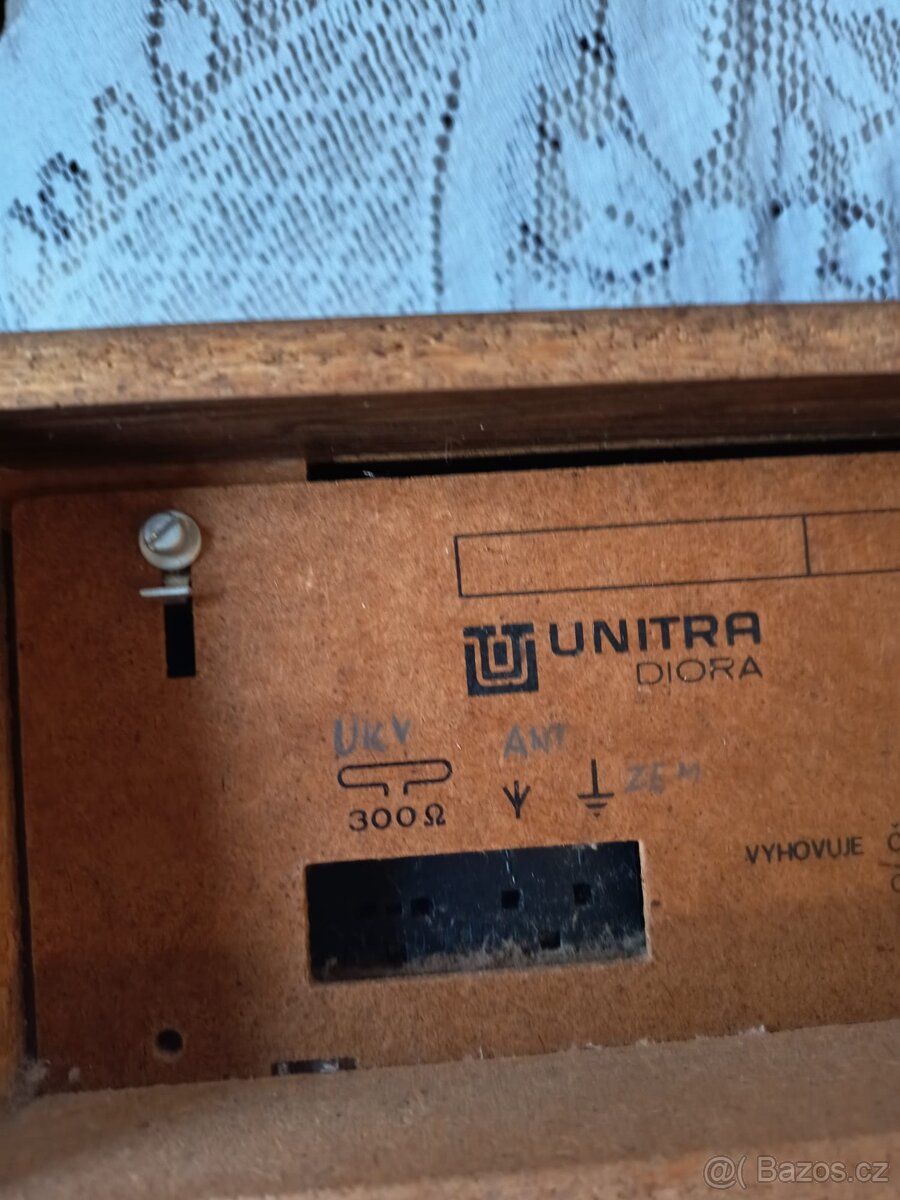 UNITRA
DIORA
UKV
ANT
ZEM
300Ω
VYHOVUJE
@( Bazos.cz